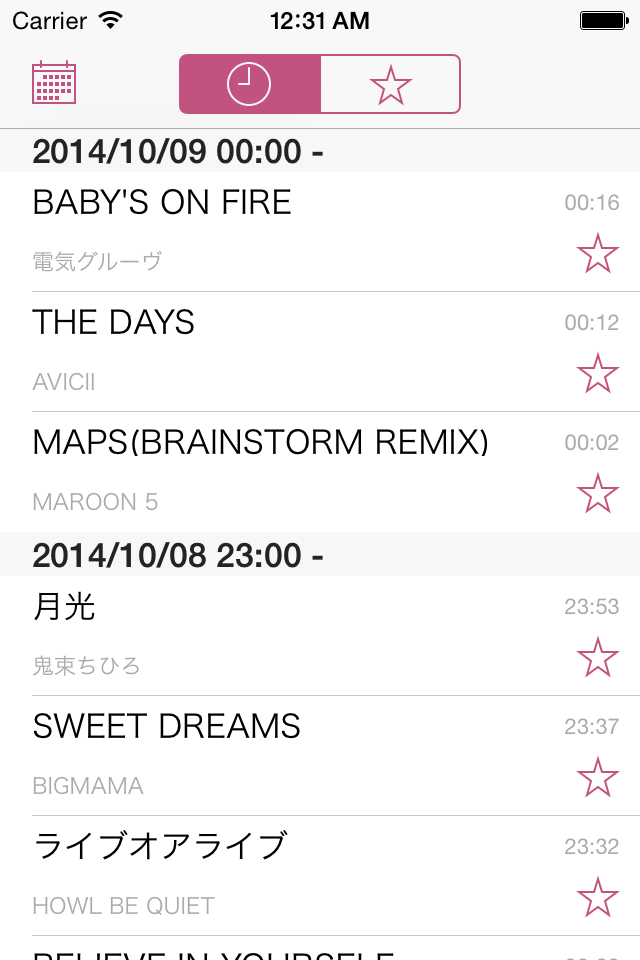 Carrier 12:31 AM
2014/10/09 00:00 -
BABY'S ON FIRE 00:16
電気グルーヴ
THE DAYS 00:12
AVICII
MAPS(BRAINSTORM REMIX) 00:02
MAROON 5
2014/10/08 23:00 -
月光 23:53
鬼束ちひろ
SWEET DREAMS 23:37
BIGMAMA
ライブオアライブ 23:32
HOWL BE QUIET
BELIEVE IN YOURSELF